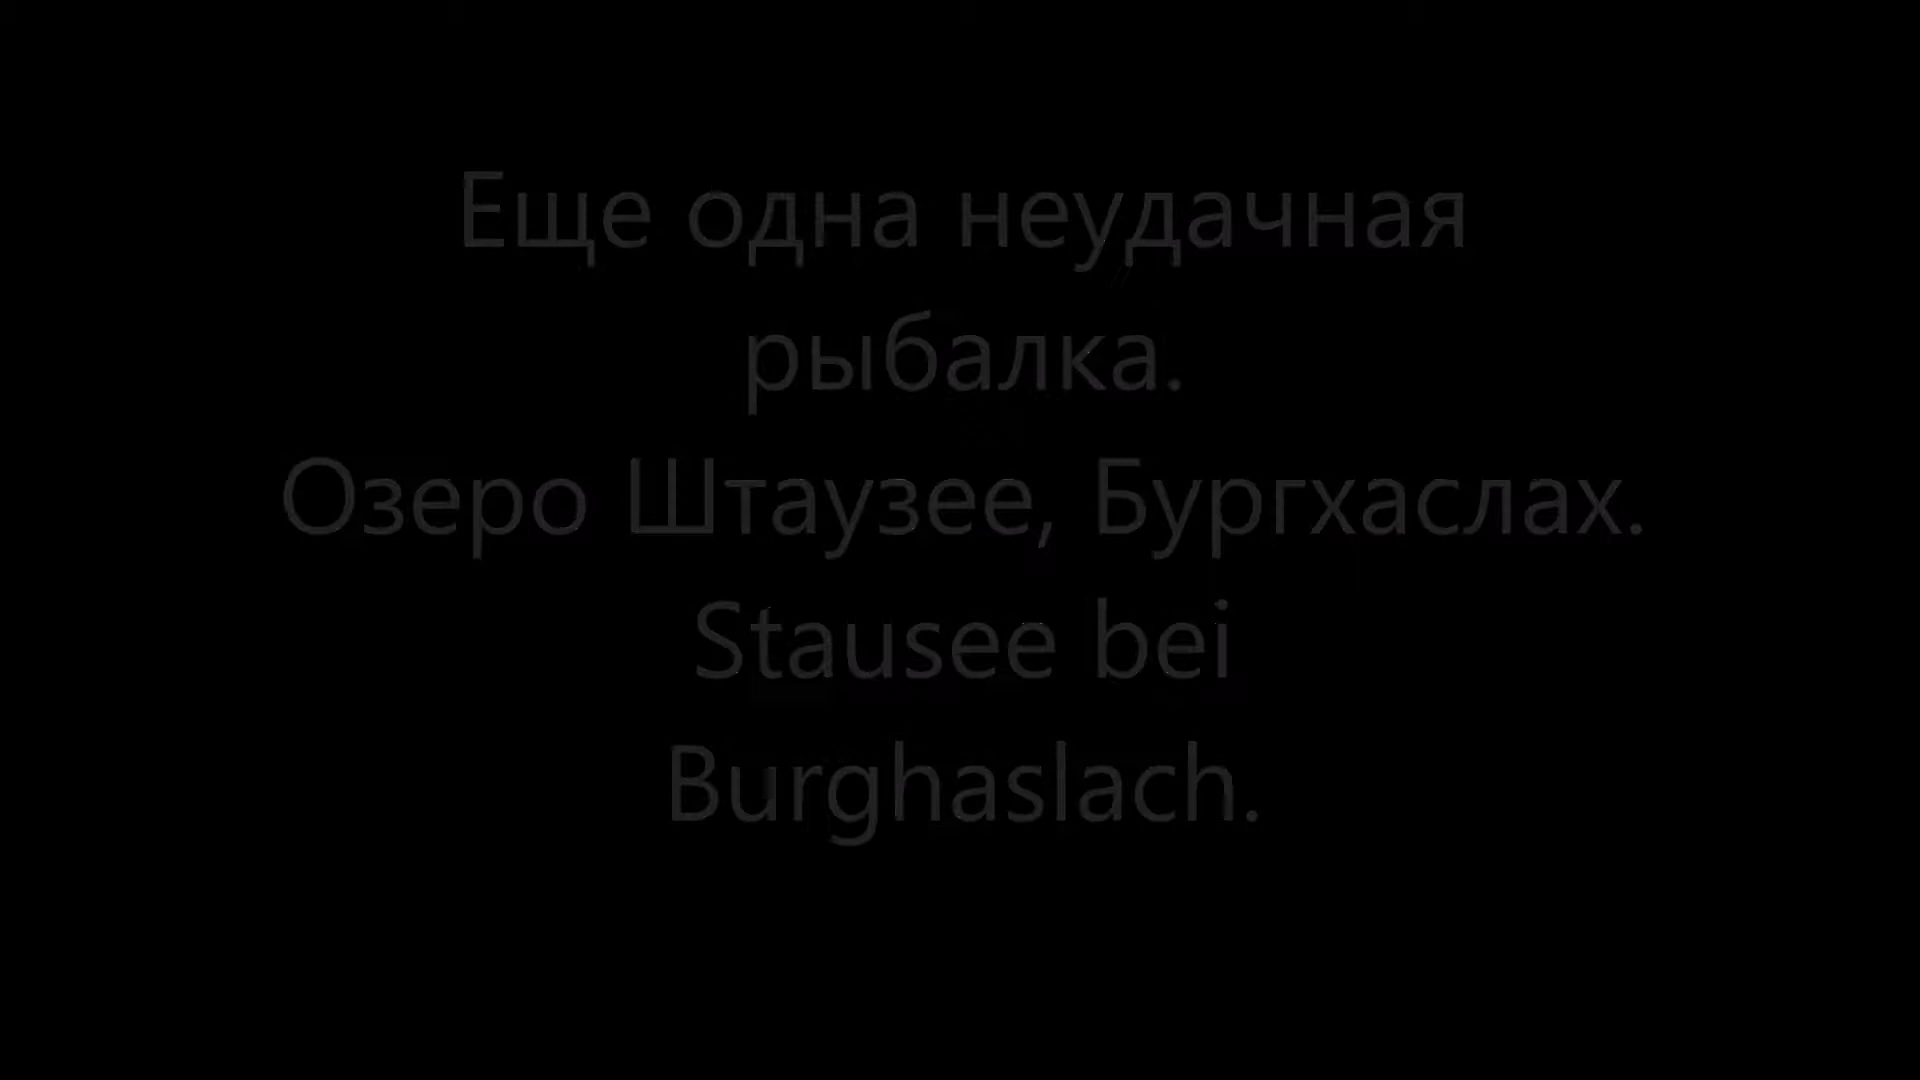 Еще одна неудачная
рыбалка.
Озеро Штаузее, Бургхаслах.
Stausee bei
Burghaslach.